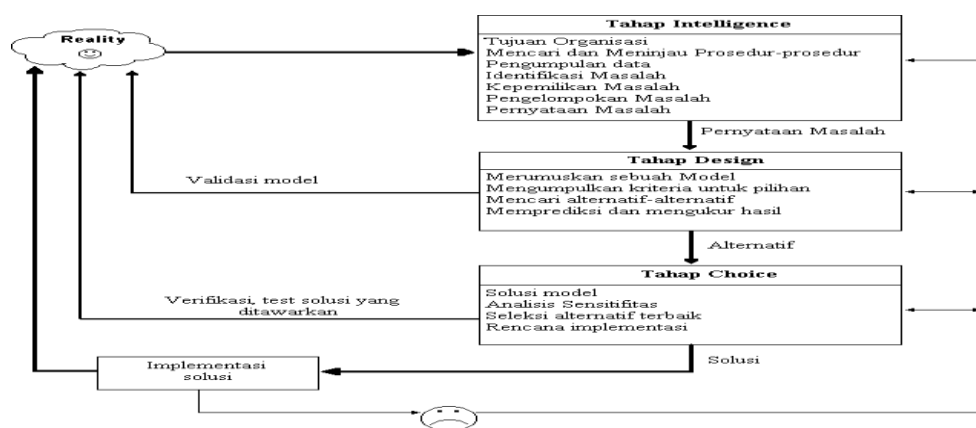 Reality
Tahap Intelligence
Tujuan Organisasi
Mencari dan Meninjau Prosedur-prosedur
Pengumpulan data
Identifikasi Masalah
Kepemilikan Masalah
Pengelompokan Masalah
Pernyataan Masalah
Pernyataan Masalah
Tahap Design
Merumuskan sebuah Model
Mengumpulkan kriteria untuk pilihan
Mencari alternatif-alternatif
Memprediksi dan mengukur hasil
Validasi model
Alternatif
Tahap Choice
Solusi model
Analisis Sensitifitas
Seleksi alternatif terbaik
Rencana implementasi
Verifikasi, test solusi yang
ditawarkan
Solusi
Implementasi
solusi